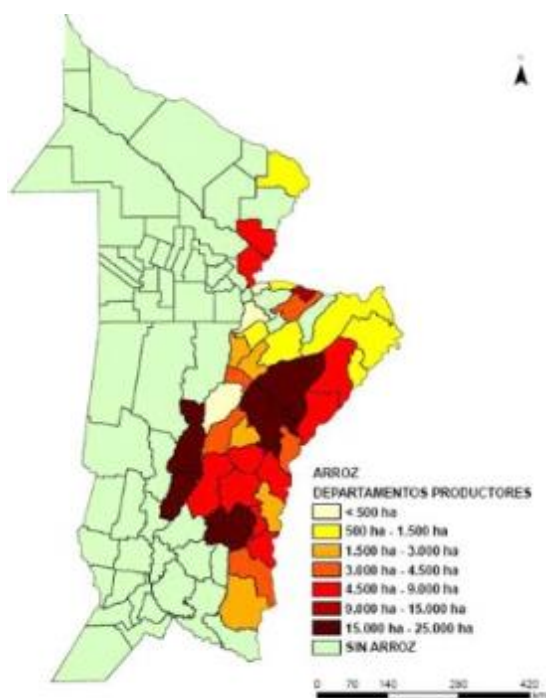 ARROZ
DEPARTAMENTOS PRODUCTORES
< 500 ha
500 ha - 1.500 ha
1.500 ha - 3.000 ha
3.000 ha - 4.500 ha
4.500 ha - 9.000 ha
9.000 ha - 15.000 ha
15.000 ha - 25.000 ha
SIN ARROZ
0 70 140 280 420